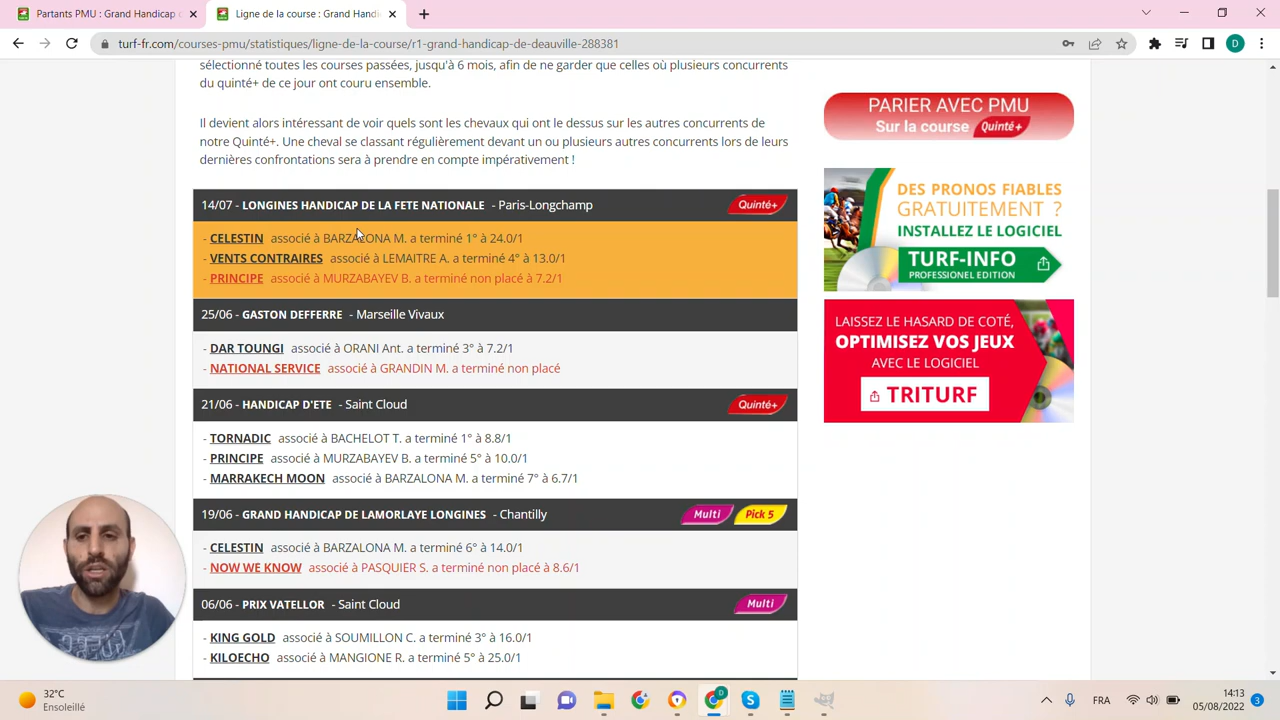 Partants PMU : Grand Handicap d
Ligne de la course : Grand Handi
turf-fr.com/courses-pmu/statistiques/ligne-de-la-course/r1-grand-handicap-de-deauville-288381
D
sélectionné toutes les courses passées, jusqu'à 6 mois, afin de ne garder que celles où plusieurs concurrents
du quinté+ de ce jour ont couru ensemble.
Il devient alors intéressant de voir quels sont les chevaux qui ont le dessus sur les autres concurrents de
notre Quinté+. Une cheval se classant régulièrement devant un ou plusieurs autres concurrents lors de leurs
dernières confrontations sera à prendre en compte impérativement !
14/07 - LONGINES HANDICAP DE LA FETE NATIONALE - Paris-Longchamp Quinté+
- CELESTIN associé à BARZALONA M. a terminé 1° à 24.0/1
- VENTS CONTRAIRES associé à LEMAITRE A. a terminé 4° à 13.0/1
- PRINCIPE associé à MURZABAYEV B. a terminé non placé à 7.2/1
25/06 - GASTON DEFFERRE - Marseille Vivaux
- DAR TOUNGI associé à ORANI Ant. a terminé 3° à 7.2/1
- NATIONAL SERVICE associé à GRANDIN M. a terminé non placé
21/06 - HANDICAP D'ETE - Saint Cloud Quinté+
- TORNADIC associé à BACHELOT T. a terminé 1° à 8.8/1
- PRINCIPE associé à MURZABAYEV B. a terminé 5° à 10.0/1
- MARRAKECH MOON associé à BARZALONA M. a terminé 7° à 6.7/1
19/06 - GRAND HANDICAP DE LAMORLAYE LONGINES - Chantilly Multi Pick 5
- CELESTIN associé à BARZALONA M. a terminé 6° à 14.0/1
- NOW WE KNOW associé à PASQUIER S. a terminé non placé à 8.6/1
06/06 - PRIX VATELLOR - Saint Cloud Multi
- KING GOLD associé à SOUMILLON C. a terminé 3° à 16.0/1
- KILOECHO associé à MANGIONE R. a terminé 5° à 25.0/1
PARIER AVEC PMU
Sur la course Quinté+
DES PRONOS FIABLES
GRATUITEMENT ?
INSTALLEZ LE LOGICIEL
TURF-INFO
PROFESSIONEL EDITION
LAISSEZ LE HASARD DE COTÉ,
OPTIMISEZ VOS JEUX
AVEC LE LOGICIEL
TRITURF
32°C
Ensoleillé
D
FRA
14:13
05/08/2022
3